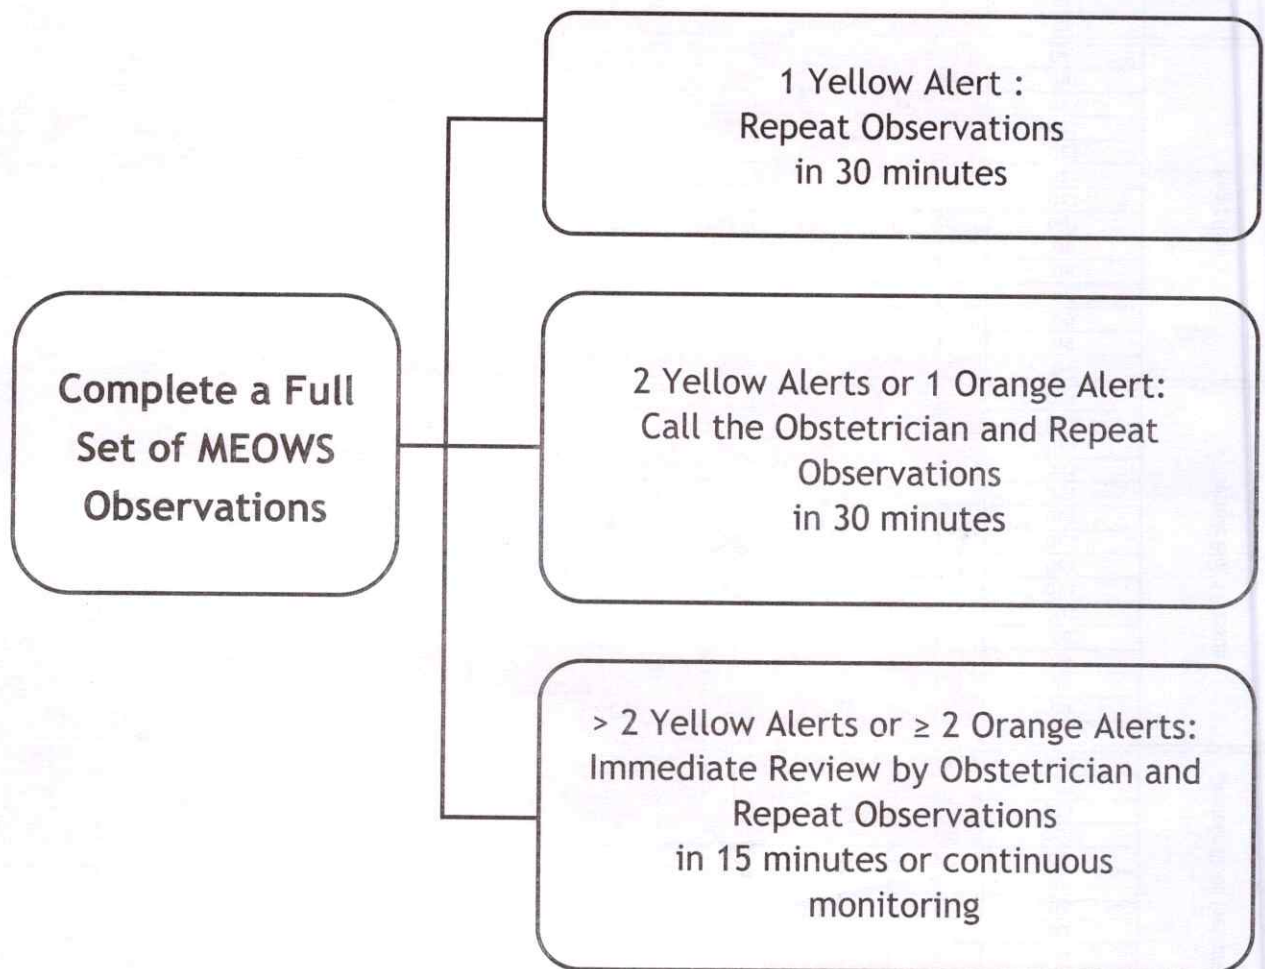 1 Yellow Alert :
Repeat Observations
in 30 minutes
Complete a Full
Set of MEOWS
Observations
2 Yellow Alerts or 1 Orange Alert:
Call the Obstetrician and Repeat
Observations
in 30 minutes
> 2 Yellow Alerts or ≥ 2 Orange Alerts:
Immediate Review by Obstetrician and
Repeat Observations
in 15 minutes or continuous
monitoring